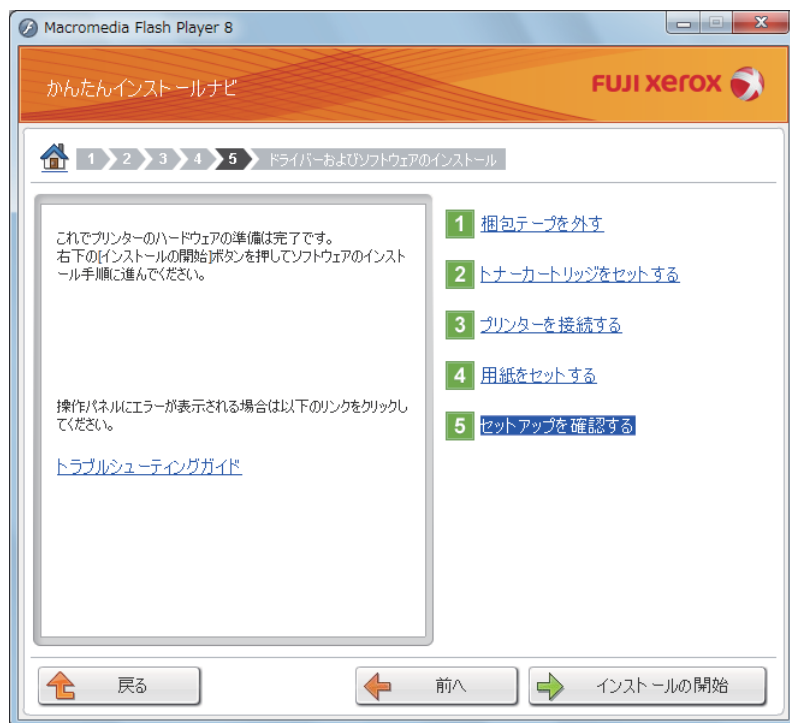 Macromedia Flash Player 8
かんたんインストールナビ
FUJI xerox
1 2 3 4 5 ドライバーおよびソフトウェアのインストール
これでプリンターのハードウェアの準備は完了です。
右下の[インストールの開始]ボタンを押してソフトウェアのインスト
ール手順に進んでください。
操作パネルにエラーが表示される場合は以下のリンクをクリックし
てください。
トラブルシューティングガイド
1 梱包テープを外す
2 トナーカートリッジをセットする
3 プリンターを接続する
4 用紙をセットする
5 セットアップを確認する
戻る
前へ
インストールの開始